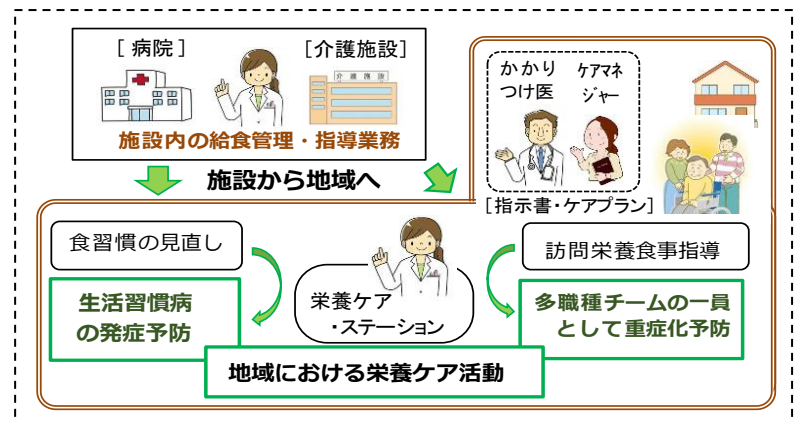 [ 病院 ]
[介護施設]
介護施設
施設内の給食管理・指導業務
かかり
つけ医
ケアマネ
ジャー
[指示書・ケアプラン]
施設から地域へ
食習慣の見直し
生活習慣病
の発症予防
栄養ケア
・ステーション
訪問栄養食事指導
多職種チームの一員
として重症化予防
地域における栄養ケア活動